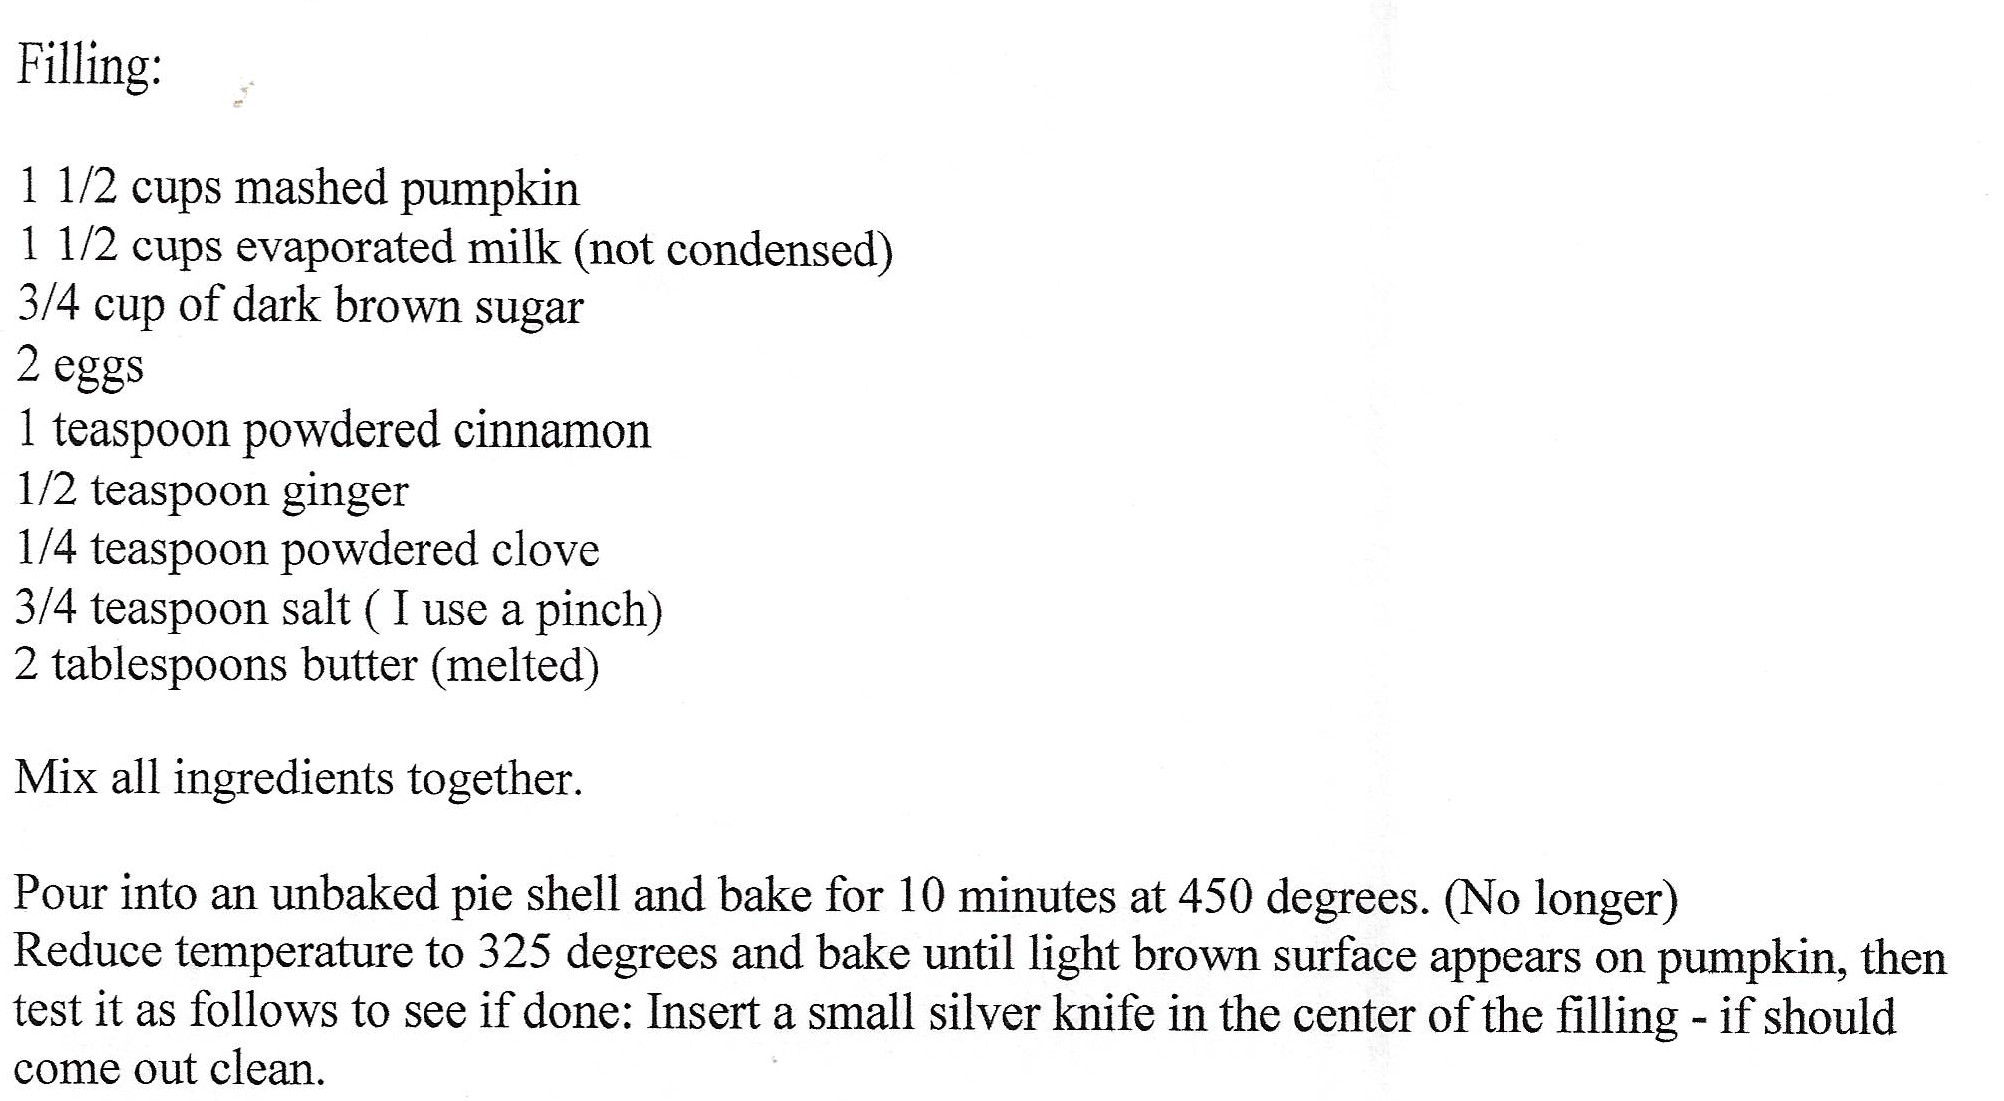 Filling:
1 1/2 cups mashed pumpkin
1 1/2 cups evaporated milk (not condensed)
3/4 cup of dark brown sugar
2 eggs
1 teaspoon powdered cinnamon
1/2 teaspoon ginger
1/4 teaspoon powdered clove
3/4 teaspoon salt ( I use a pinch)
2 tablespoons butter (melted)
Mix all ingredients together.
Pour into an unbaked pie shell and bake for 10 minutes at 450 degrees. (No longer)
Reduce temperature to 325 degrees and bake until light brown surface appears on pumpkin, then
test it as follows to see if done: Insert a small silver knife in the center of the filling - if should
come out clean.